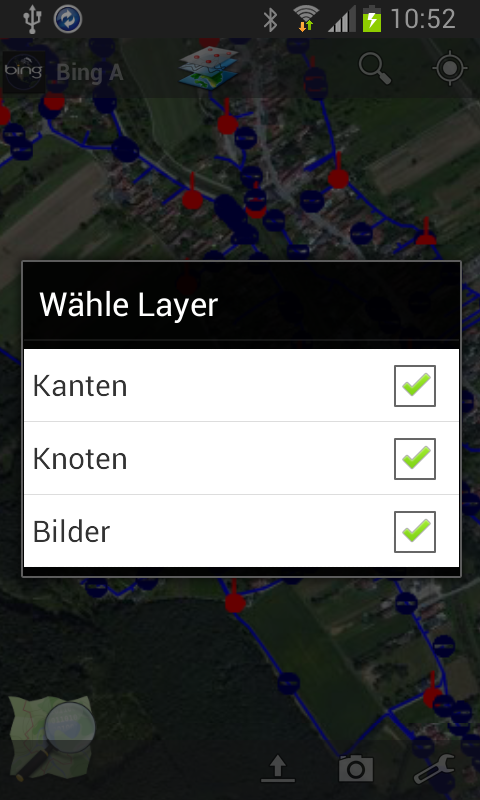 10:52
bing
Bing A
Wähle Layer
Kanten
Knoten
Bilder